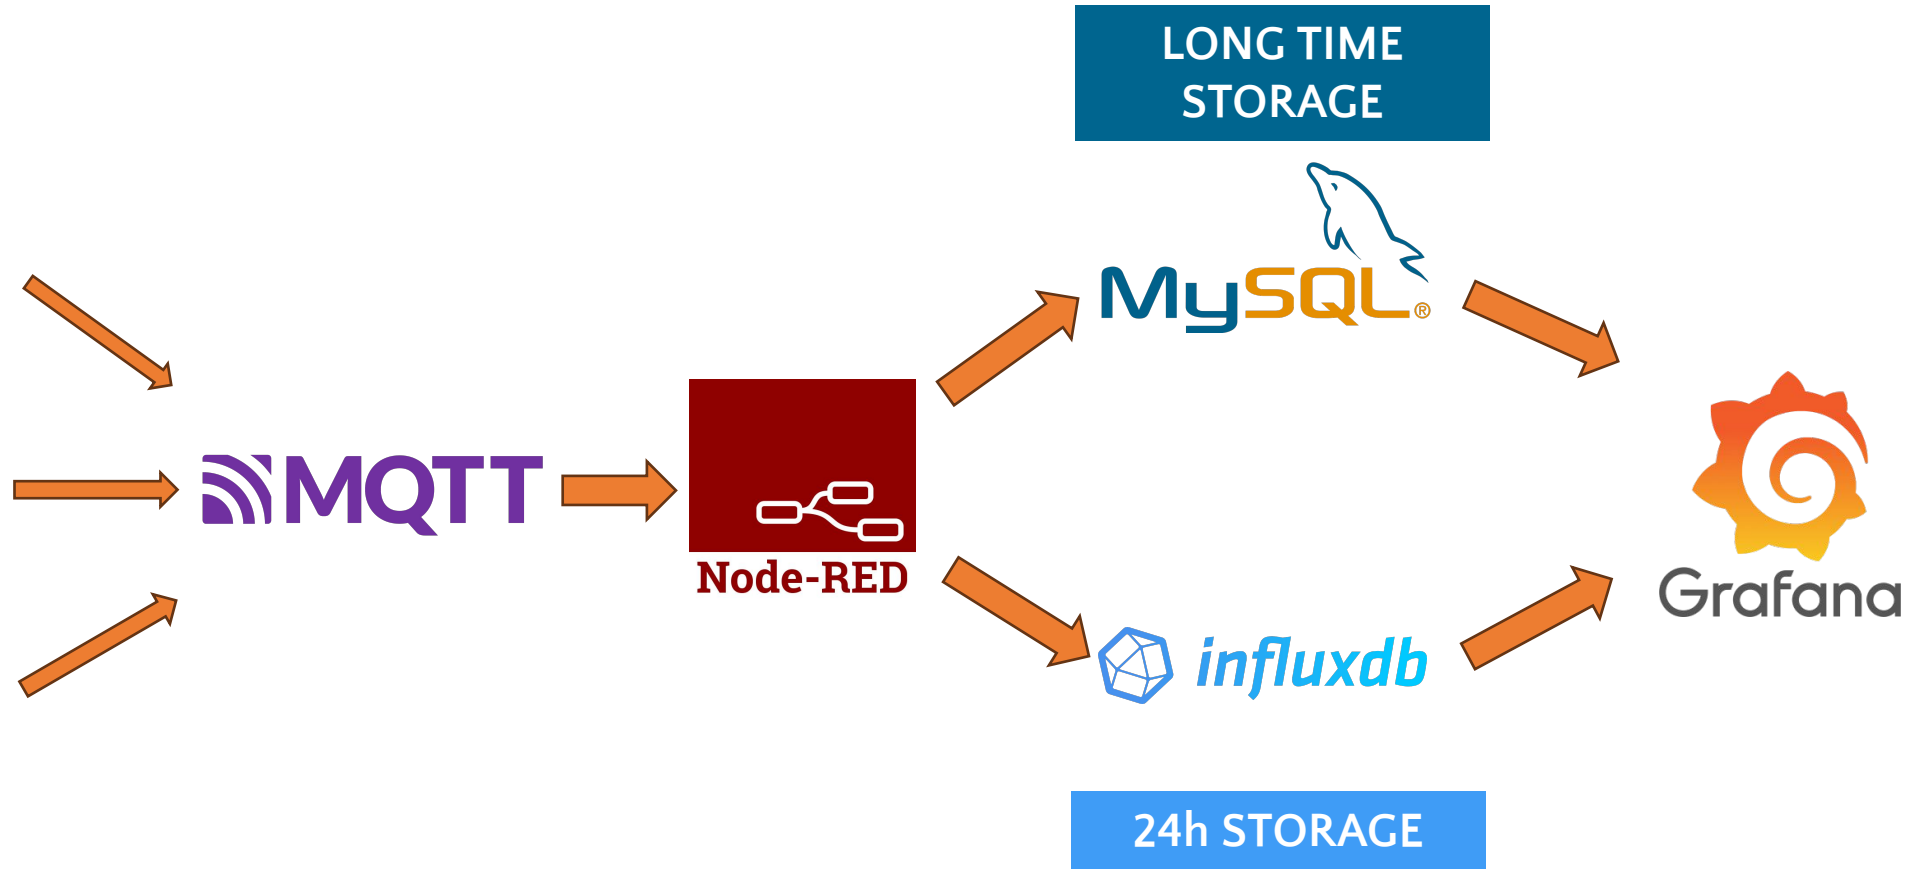 LONG TIME
STORAGE
MySQL®
MQTT
Node-RED
influxdb
Grafana
24h STORAGE